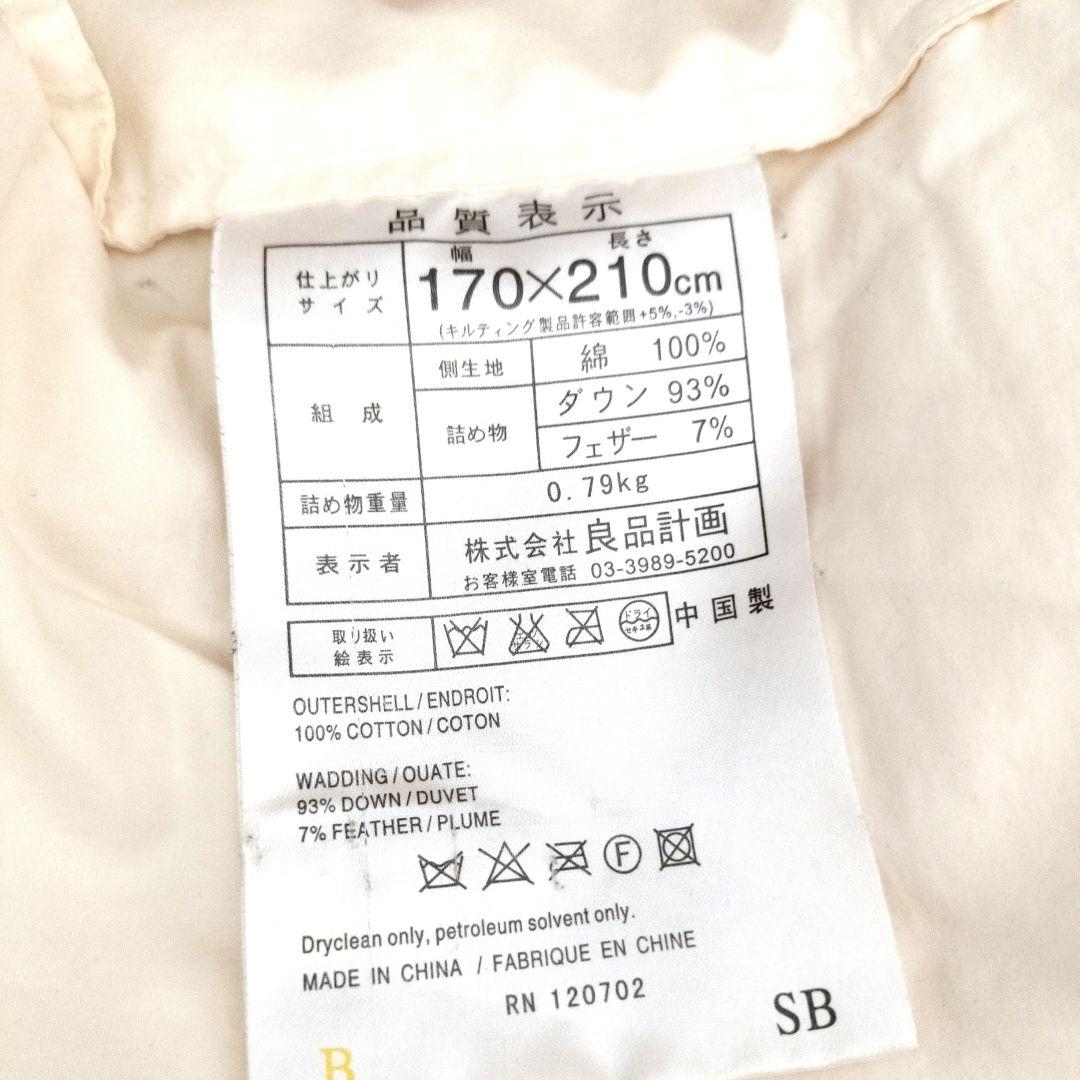 品質表示
仕上がりサイズ
幅 長さ
170×210cm
(キルティング製品許容範囲+5%,-3%)
組成
側生地 綿 100%
詰め物 ダウン 93%
フェザー 7%
詰め物重量 0.79kg
表示者 株式会社良品計画
お客様室電話 03-3989-5200
取り扱い
絵表示
ドライ
セキユ系
中国製
OUTERSHELL/ENDROIT:
100% COTTON/COTON
WADDING/OUATE:
93% DOWN/DUVET
7% FEATHER/PLUME
F
Dryclean only, petroleum solvent only.
MADE IN CHINA / FABRIQUE EN CHINE
RN 120702
SB
B